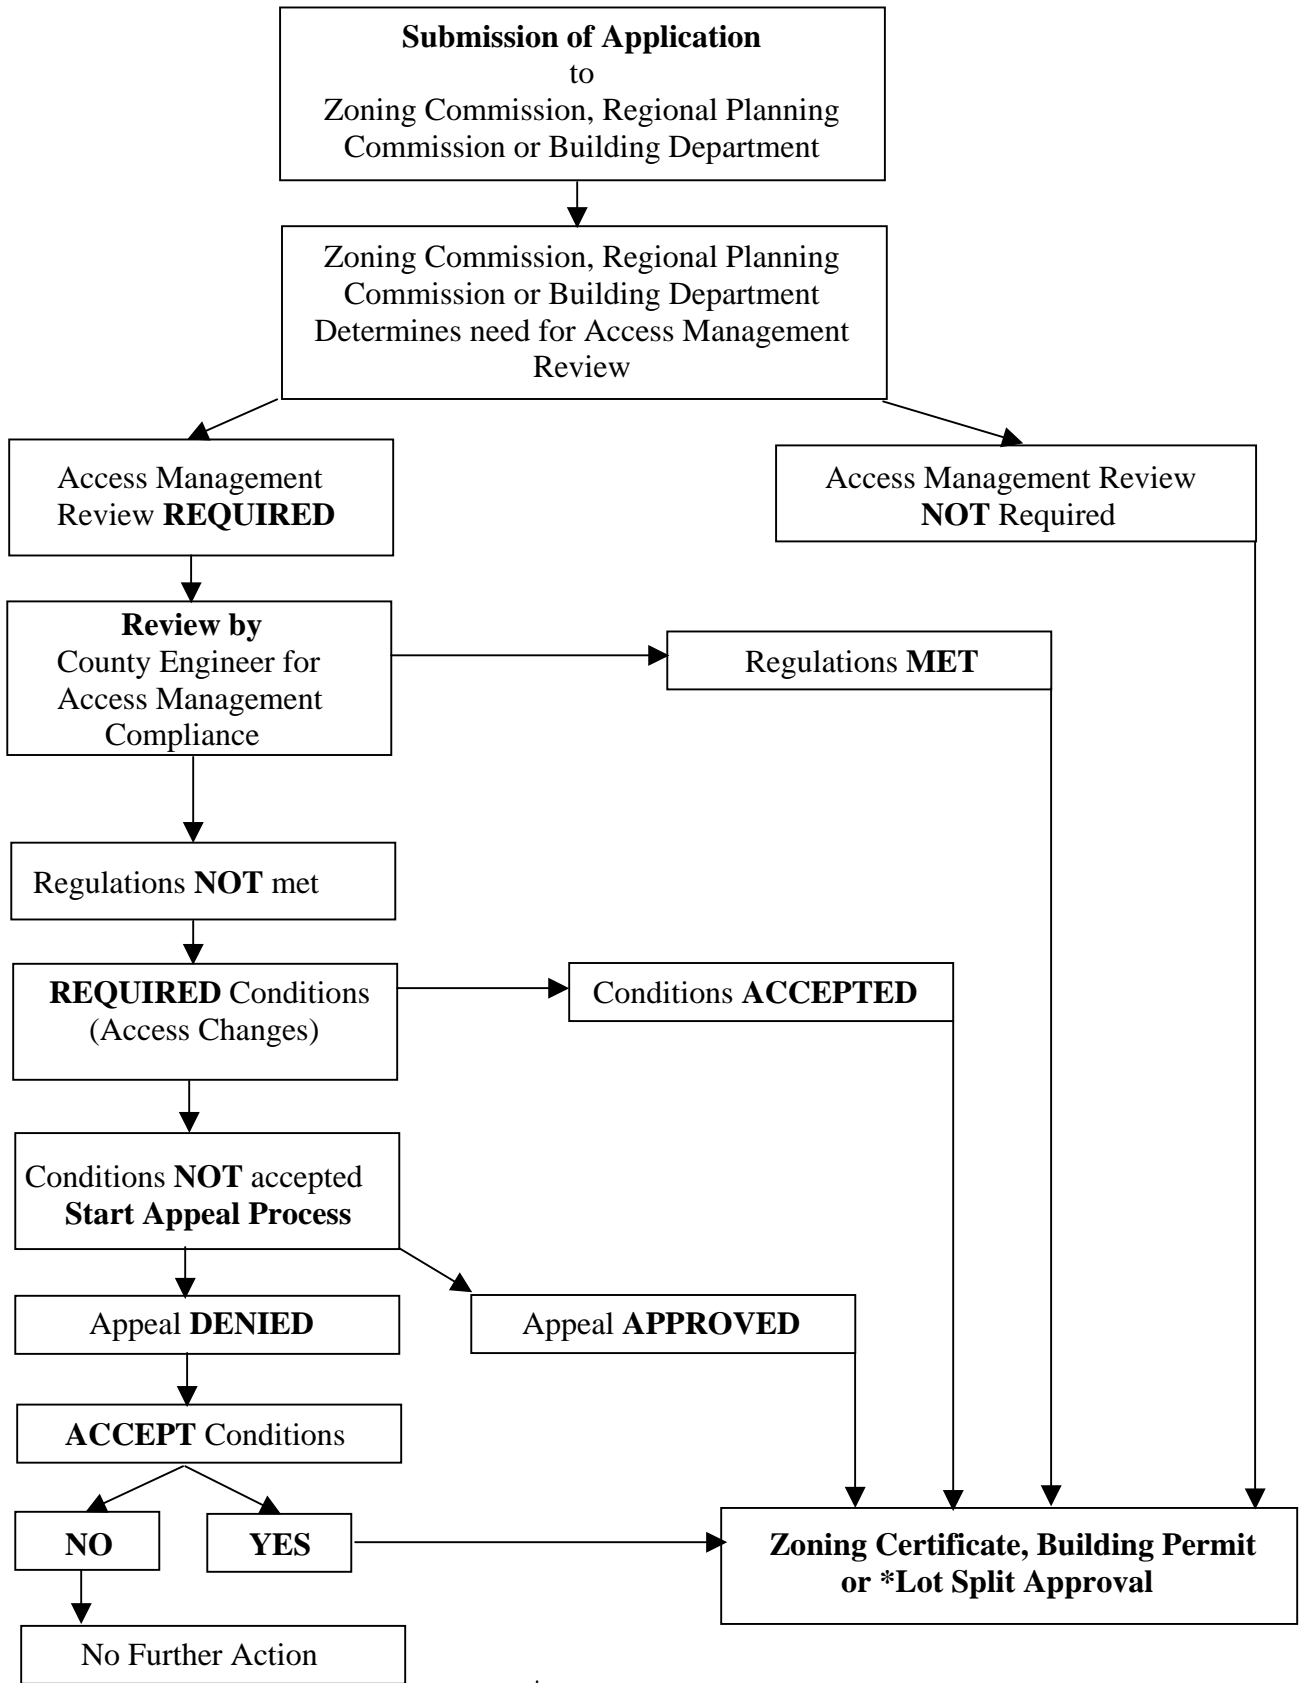 Submission of Application
to
Zoning Commission, Regional Planning
Commission or Building Department
Zoning Commission, Regional Planning
Commission or Building Department
Determines need for Access Management
Review
Access Management
Review REQUIRED
Access Management Review
NOT Required
Review by
County Engineer for
Access Management
Compliance
Regulations MET
Regulations NOT met
REQUIRED Conditions
(Access Changes)
Conditions ACCEPTED
Conditions NOT accepted
Start Appeal Process
Appeal DENIED
Appeal APPROVED
ACCEPT Conditions
NO
YES
Zoning Certificate, Building Permit
or *Lot Split Approval
No Further Action